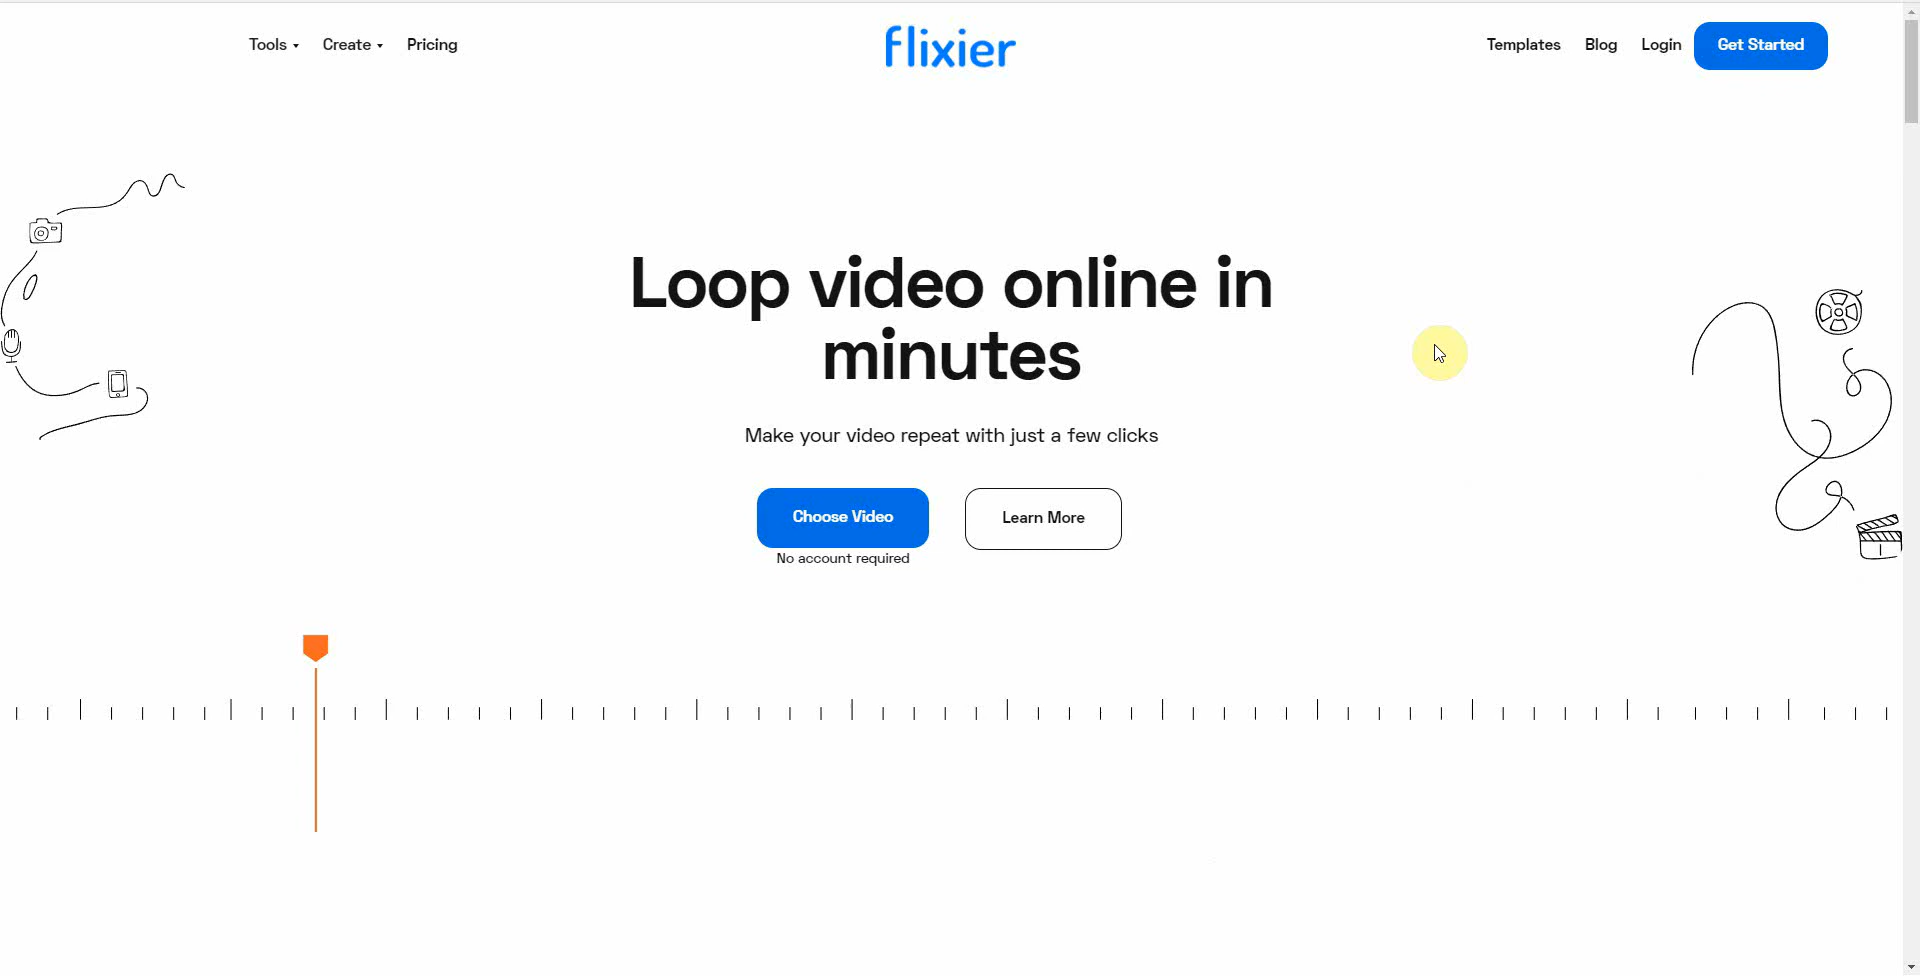 Tools Create Pricing flixier Templates Blog Login Get Started
Loop video online in
minutes
Make your video repeat with just a few clicks
Choose Video Learn More
No account required